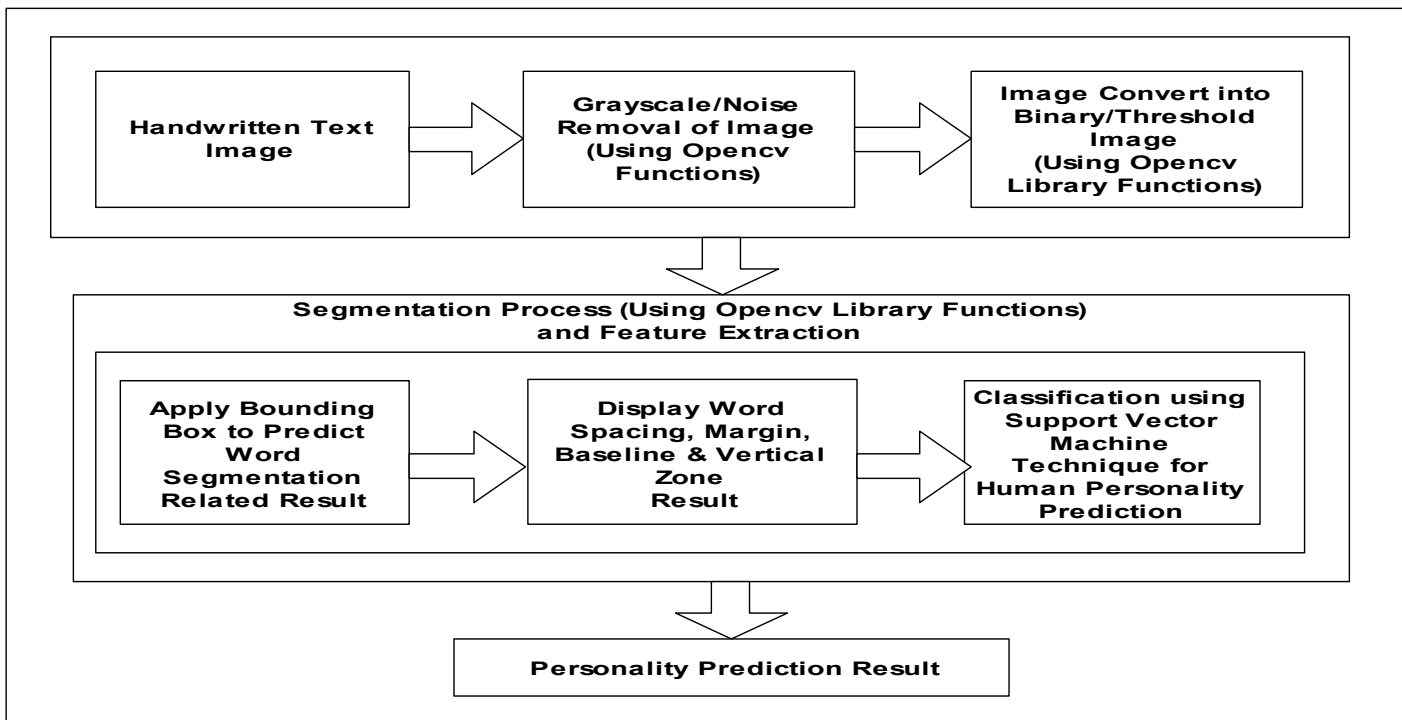 Handwritten Text
Image
Grayscale/Noise
Removal of Image
(Using Opencv
Functions)
Image Convert into
Binary/Threshold
Image
(Using Opencv
Library Functions)
Segmentation Process (Using Opencv Library Functions)
and Feature Extraction
Apply Bounding
Box to Predict
Word
Segmentation
Related Result
Display Word
Spacing, Margin,
Baseline & Vertical
Zone
Result
Classification using
Support Vector
Machine
Technique for
Human Personality
Prediction
Personality Prediction Result